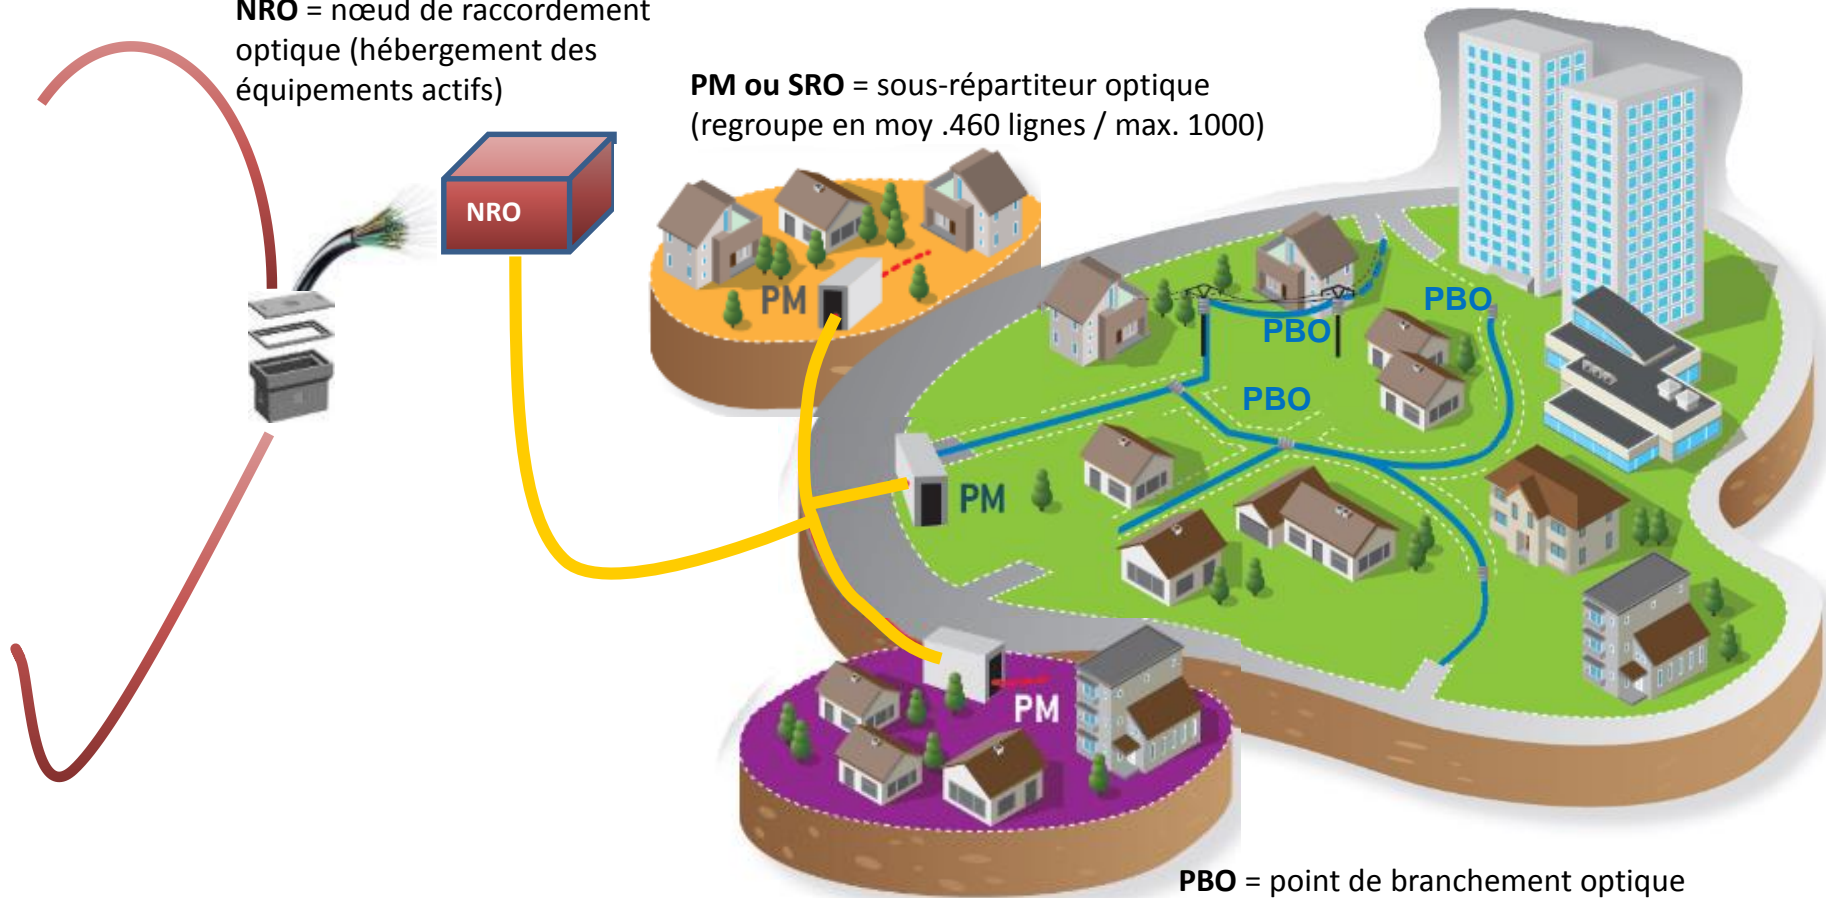 NRO = nœud de raccordement
optique (hébergement des
équipements actifs)
PM ou SRO = sous-répartiteur optique
(regroupe en moy .460 lignes / max. 1000)
NRO
PM
PBO
PBO
PBO
PM
PM
PBO = point de branchement optique